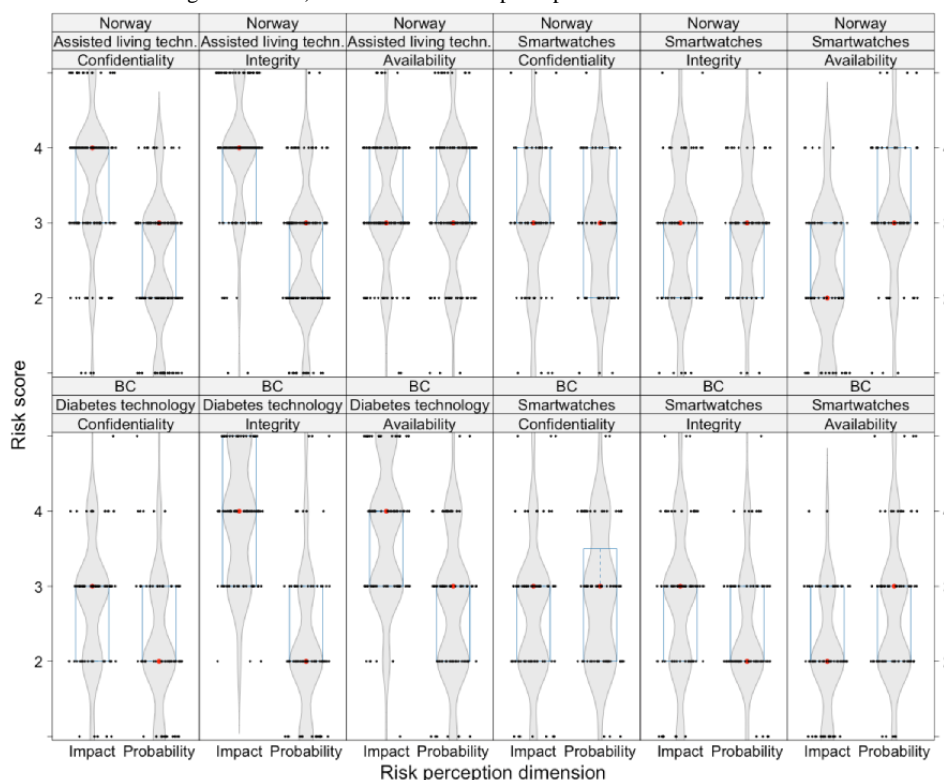 Norway Norway Norway Norway Norway Norway
Assisted living techn. Assisted living techn. Assisted living techn. Smartwatches Smartwatches Smartwatches
Confidentiality Integrity Availability Confidentiality Integrity Availability
4
3
2
BC BC BC BC BC BC
Diabetes technology Diabetes technology Diabetes technology Smartwatches Smartwatches Smartwatches
Confidentiality Integrity Availability Confidentiality Integrity Availability
Risk score
4
3
2
Impact Probability Impact Probability Impact Probability Impact Probability Impact Probability Impact Probability
Risk perception dimension